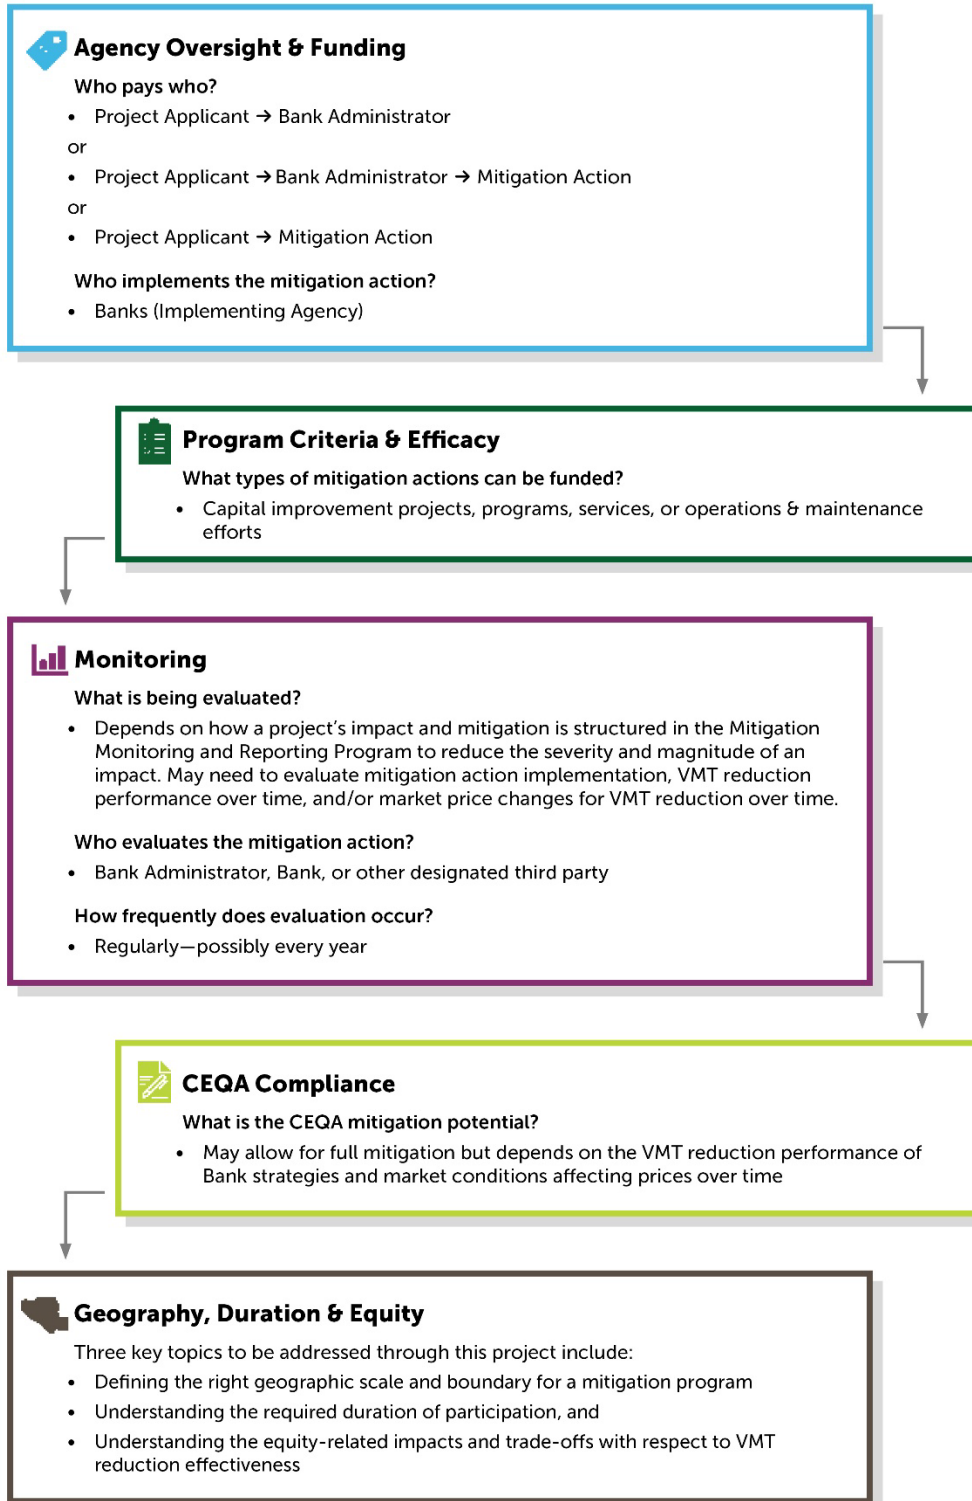 Agency Oversight & Funding
Who pays who?
• Project Applicant → Bank Administrator
or
• Project Applicant → Bank Administrator → Mitigation Action
or
• Project Applicant → Mitigation Action
Who implements the mitigation action?
• Banks (Implementing Agency)
Program Criteria & Efficacy
What types of mitigation actions can be funded?
• Capital improvement projects, programs, services, or operations & maintenance
efforts
Monitoring
What is being evaluated?
• Depends on how a project’s impact and mitigation is structured in the Mitigation
Monitoring and Reporting Program to reduce the severity and magnitude of an
impact. May need to evaluate mitigation action implementation, VMT reduction
performance over time, and/or market price changes for VMT reduction over time.
Who evaluates the mitigation action?
• Bank Administrator, Bank, or other designated third party
How frequently does evaluation occur?
• Regularly—possibly every year
CEQA Compliance
What is the CEQA mitigation potential?
• May allow for full mitigation but depends on the VMT reduction performance of
Bank strategies and market conditions affecting prices over time
Geography, Duration & Equity
Three key topics to be addressed through this project include:
• Defining the right geographic scale and boundary for a mitigation program
• Understanding the required duration of participation, and
• Understanding the equity-related impacts and trade-offs with respect to VMT
reduction effectiveness